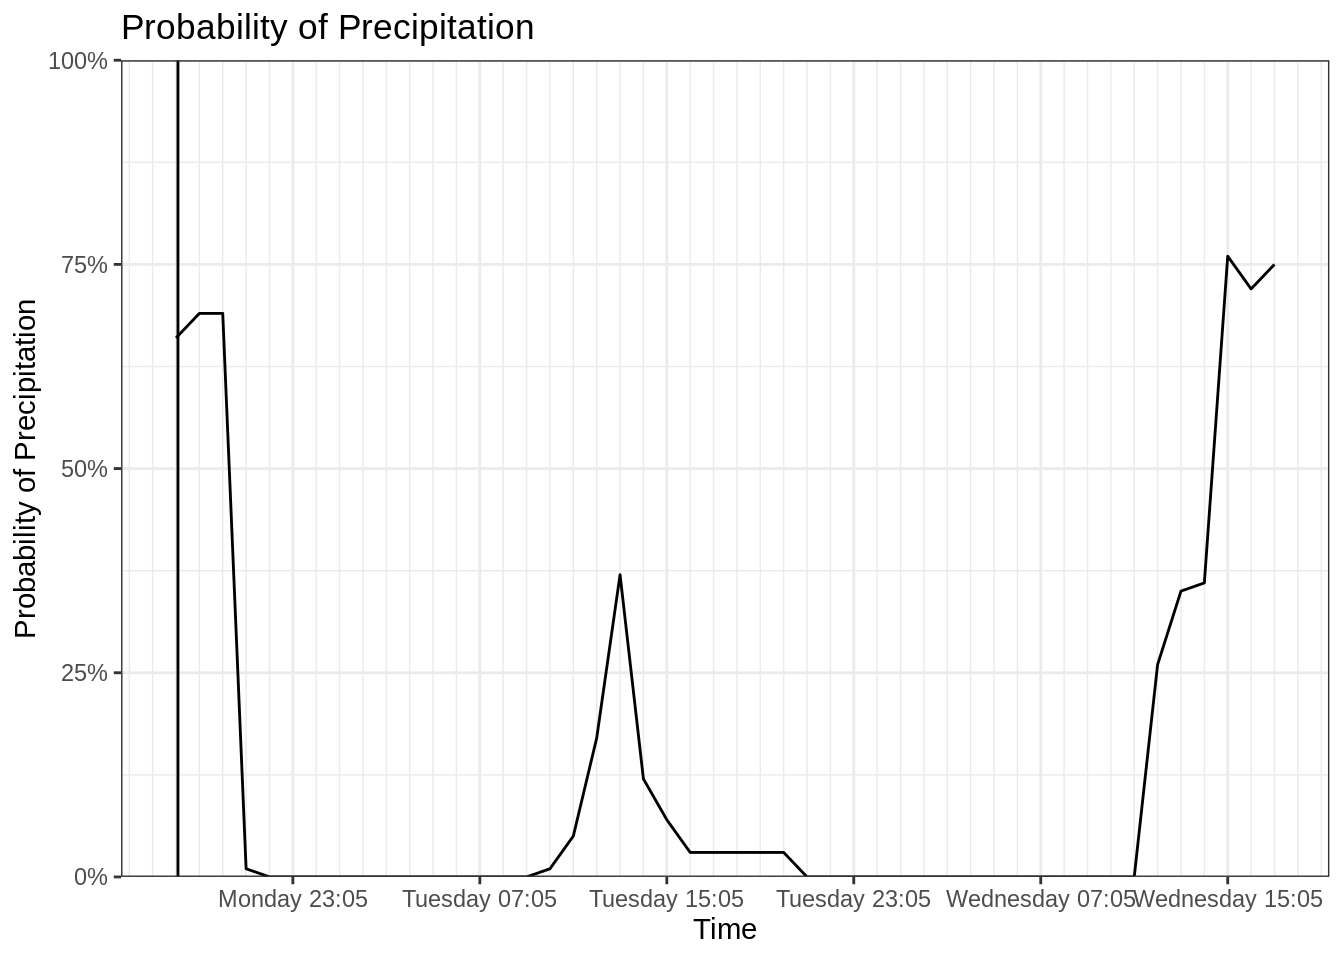 Probability of Precipitation
Probability of Precipitation
100%
75%
50%
25%
0%
Monday 23:05 Tuesday 07:05 Tuesday 15:05 Tuesday 23:05 Wednesday 07:05 Wednesday 15:05
Time